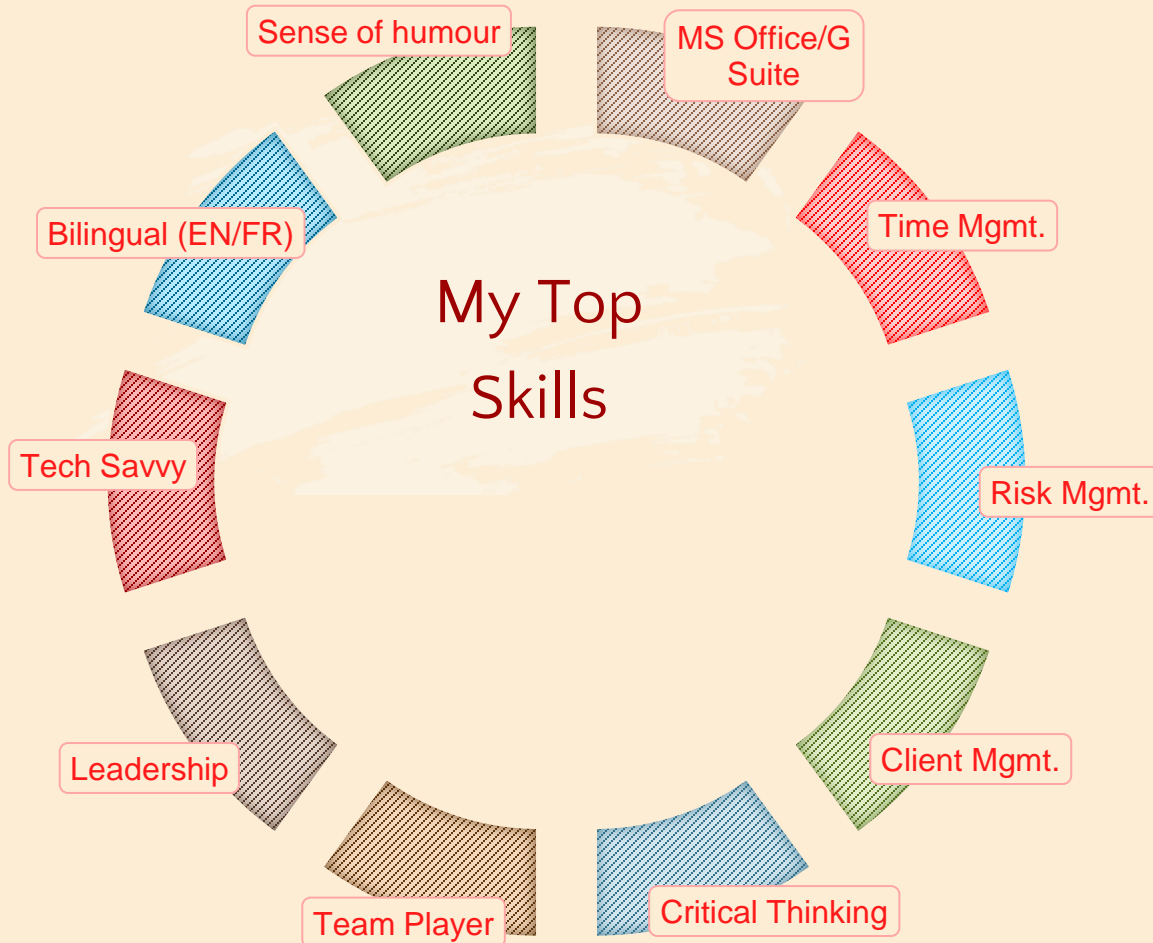 My Top
Skills
MS Office/G
Suite
Time Mgmt.
Risk Mgmt.
Client Mgmt.
Critical Thinking
Team Player
Leadership
Tech Savvy
Bilingual (EN/FR)
Sense of humour